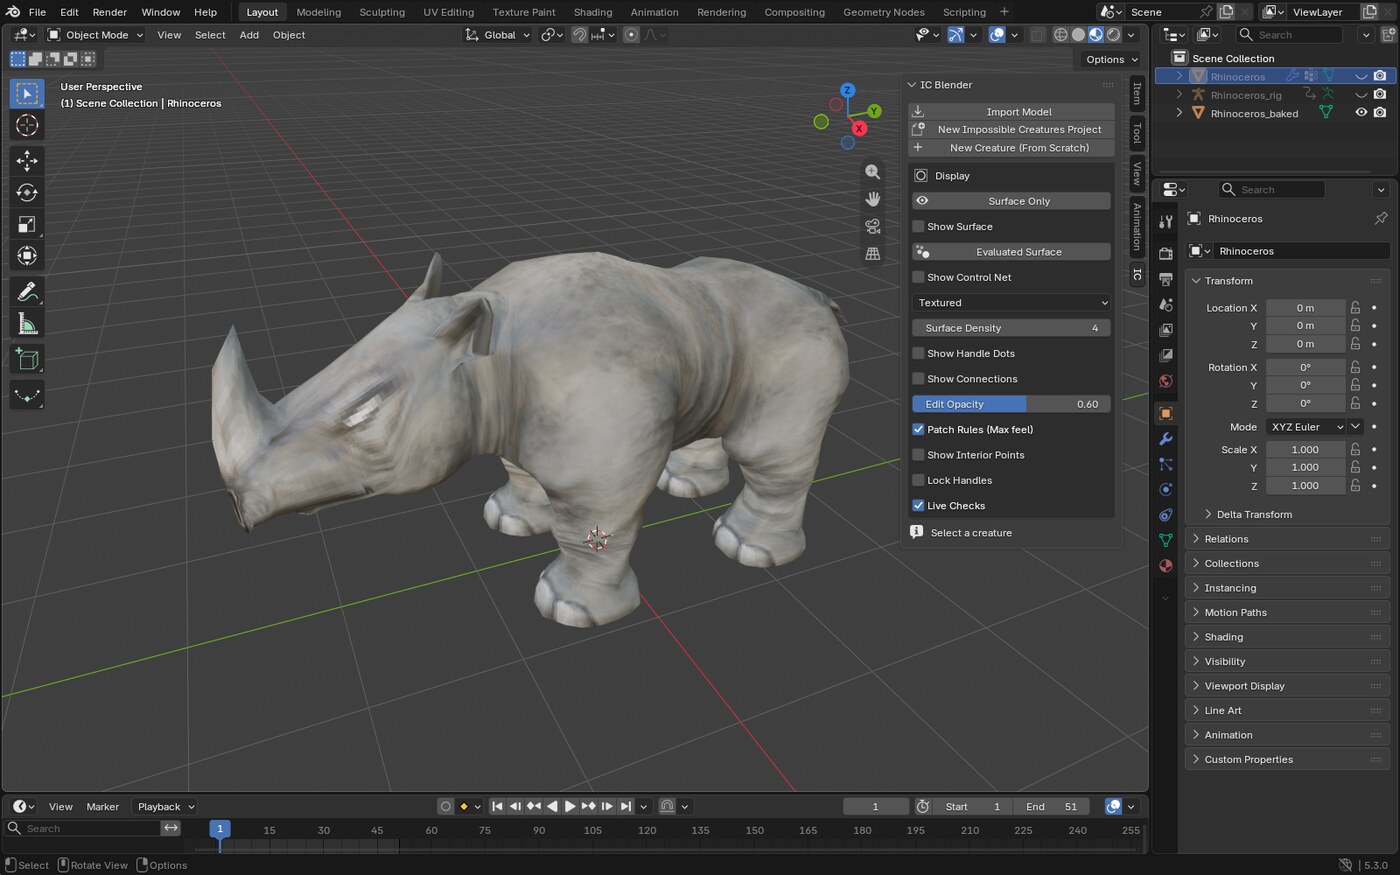 File Edit Render Window Help Layout Modeling Sculpting UV Editing Texture Paint Shading Animation Rendering Compositing Geometry Nodes Scripting + Scene ViewLayer
Object Mode View Select Add Object Global Search
Options
User Perspective
(1) Scene Collection | Rhinoceros
Z
Y
X
IC Blender
Import Model
New Impossible Creatures Project
New Creature (From Scratch)
Display
Surface Only
Show Surface
Evaluated Surface
Show Control Net
Textured
Surface Density 4
Show Handle Dots
Show Connections
Edit Opacity 0.60
Patch Rules (Max feel)
Show Interior Points
Lock Handles
Live Checks
Select a creature
Item
Tool
View
Animation
IC
Scene Collection
Rhinoceros
Rhinoceros_rig
Rhinoceros_baked
Search
Rhinoceros
Rhinoceros
Transform
Location X 0 m
Y 0 m
Z 0 m
Rotation X 0°
Y 0°
Z 0°
Mode XYZ Euler
Scale X 1.000
Y 1.000
Z 1.000
Delta Transform
Relations
Collections
Instancing
Motion Paths
Shading
Visibility
Viewport Display
Line Art
Animation
Custom Properties
View Marker Playback 1 Start 1 End 51
Search 1 15 30 45 60 75 90 105 120 135 150 165 180 195 210 225 240 255
Select Rotate View Options 5.3.0